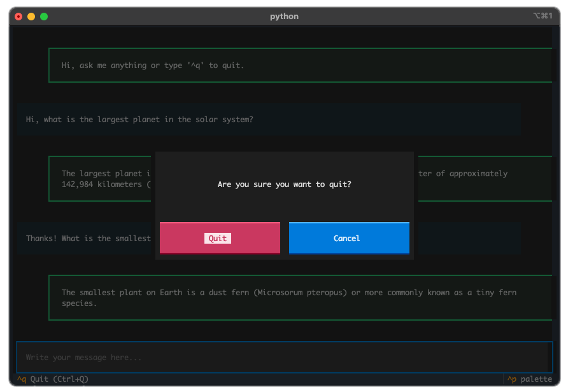 python
⌥⌘1
Hi, ask me anything or type '^q' to quit.
Hi, what is the largest planet in the solar system?
The largest planet i
ter of approximately
142,984 kilometers (
Are you sure you want to quit?
Thanks! What is the smallest
Quit
Cancel
The smallest plant on Earth is a dust fern (Microsorum pteropus) or more commonly known as a tiny fern
species.
Write your message here...
^q Quit (Ctrl+Q)
^p palette